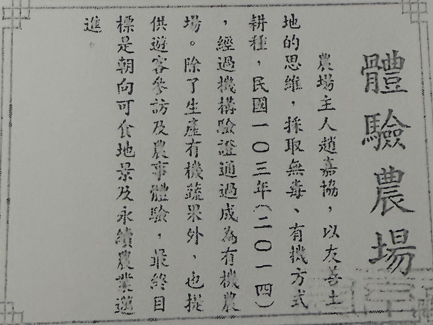 體驗農場
農場主人趙嘉協，以友善土
地的思維，採取無毒、有機方式
耕種，民國一０三年（二０一四）
，經過機構驗證通過成為有機農
場。除了生產有機蔬果外，也提
供遊客參訪及農事體驗，最終目
標是朝向可食地景及永續農業邁
進